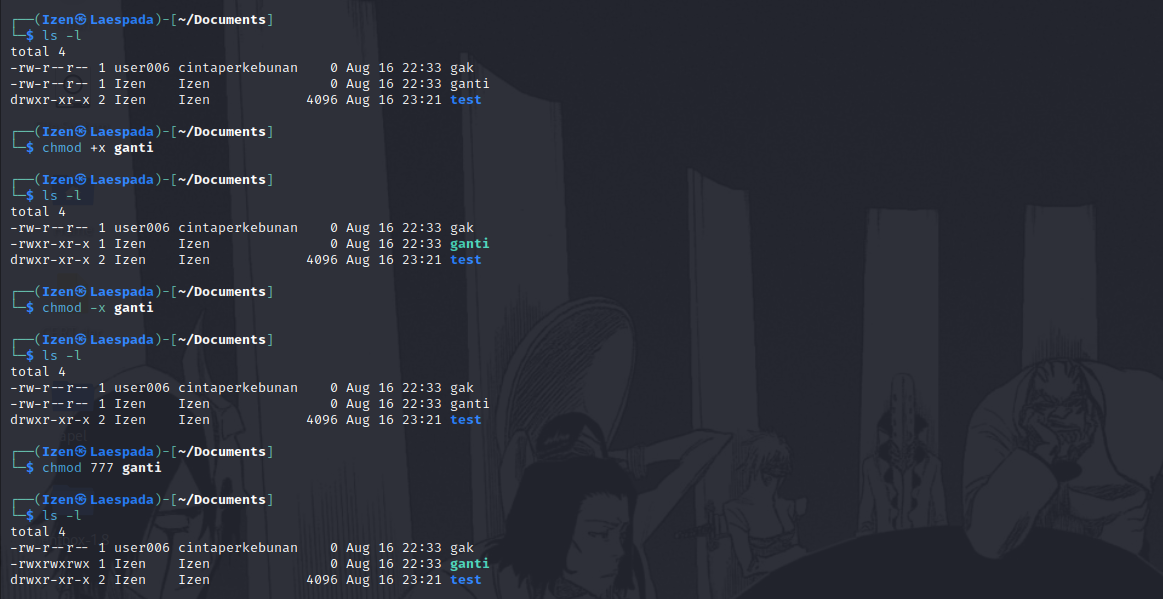 ┌──(Izen㉿Laespada)-[~/Documents]
└─$ ls -l
total 4
-rw-r--r-- 1 user006 cintaperkebunan    0 Aug 16 22:33 gak
-rw-r--r-- 1 Izen    Izen               0 Aug 16 22:33 ganti
drwxr-xr-x 2 Izen    Izen            4096 Aug 16 23:21 test
┌──(Izen㉿Laespada)-[~/Documents]
└─$ chmod +x ganti
┌──(Izen㉿Laespada)-[~/Documents]
└─$ ls -l
total 4
-rw-r--r-- 1 user006 cintaperkebunan    0 Aug 16 22:33 gak
-rwxr-xr-x 1 Izen    Izen               0 Aug 16 22:33 ganti
drwxr-xr-x 2 Izen    Izen            4096 Aug 16 23:21 test
┌──(Izen㉿Laespada)-[~/Documents]
└─$ chmod -x ganti
┌──(Izen㉿Laespada)-[~/Documents]
└─$ ls -l
total 4
-rw-r--r-- 1 user006 cintaperkebunan    0 Aug 16 22:33 gak
-rw-r--r-- 1 Izen    Izen               0 Aug 16 22:33 ganti
drwxr-xr-x 2 Izen    Izen            4096 Aug 16 23:21 test
┌──(Izen㉿Laespada)-[~/Documents]
└─$ chmod 777 ganti
┌──(Izen㉿Laespada)-[~/Documents]
└─$ ls -l
total 4
-rw-r--r-- 1 user006 cintaperkebunan    0 Aug 16 22:33 gak
-rwxrwxrwx 1 Izen    Izen               0 Aug 16 22:33 ganti
drwxr-xr-x 2 Izen    Izen            4096 Aug 16 23:21 test